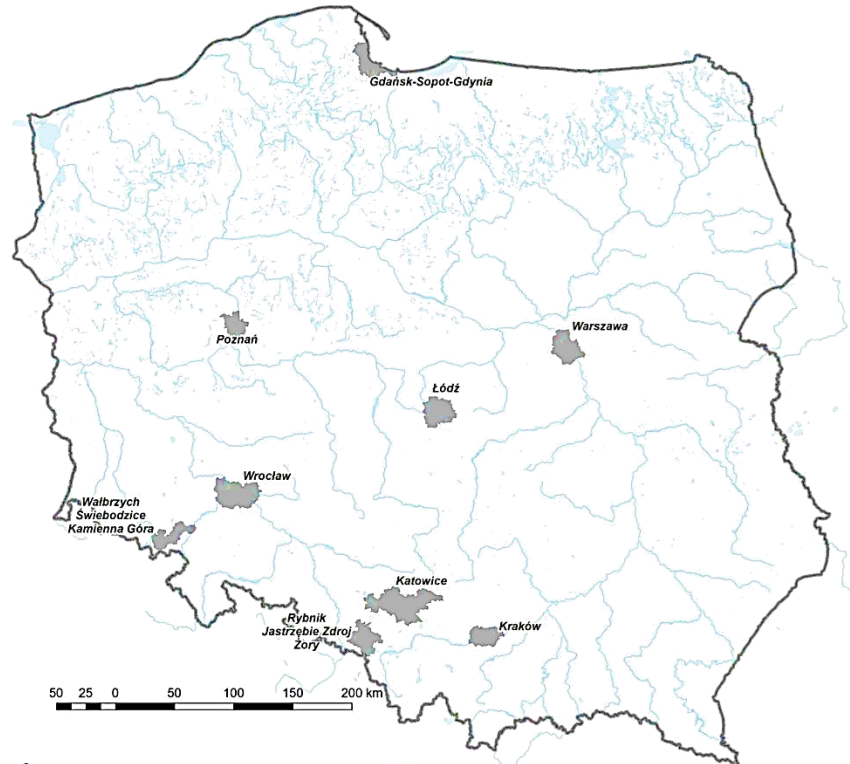 Gdańsk-Sopot-Gdynia
Warszawa
Poznań
Łódź
Wrocław
Wałbrzych
Świebodzice
Kamienna Góra
Katowice
Rybnik
Jastrzębie Zdroj
Żory
Kraków
50 25 0 50 100 150 200 km